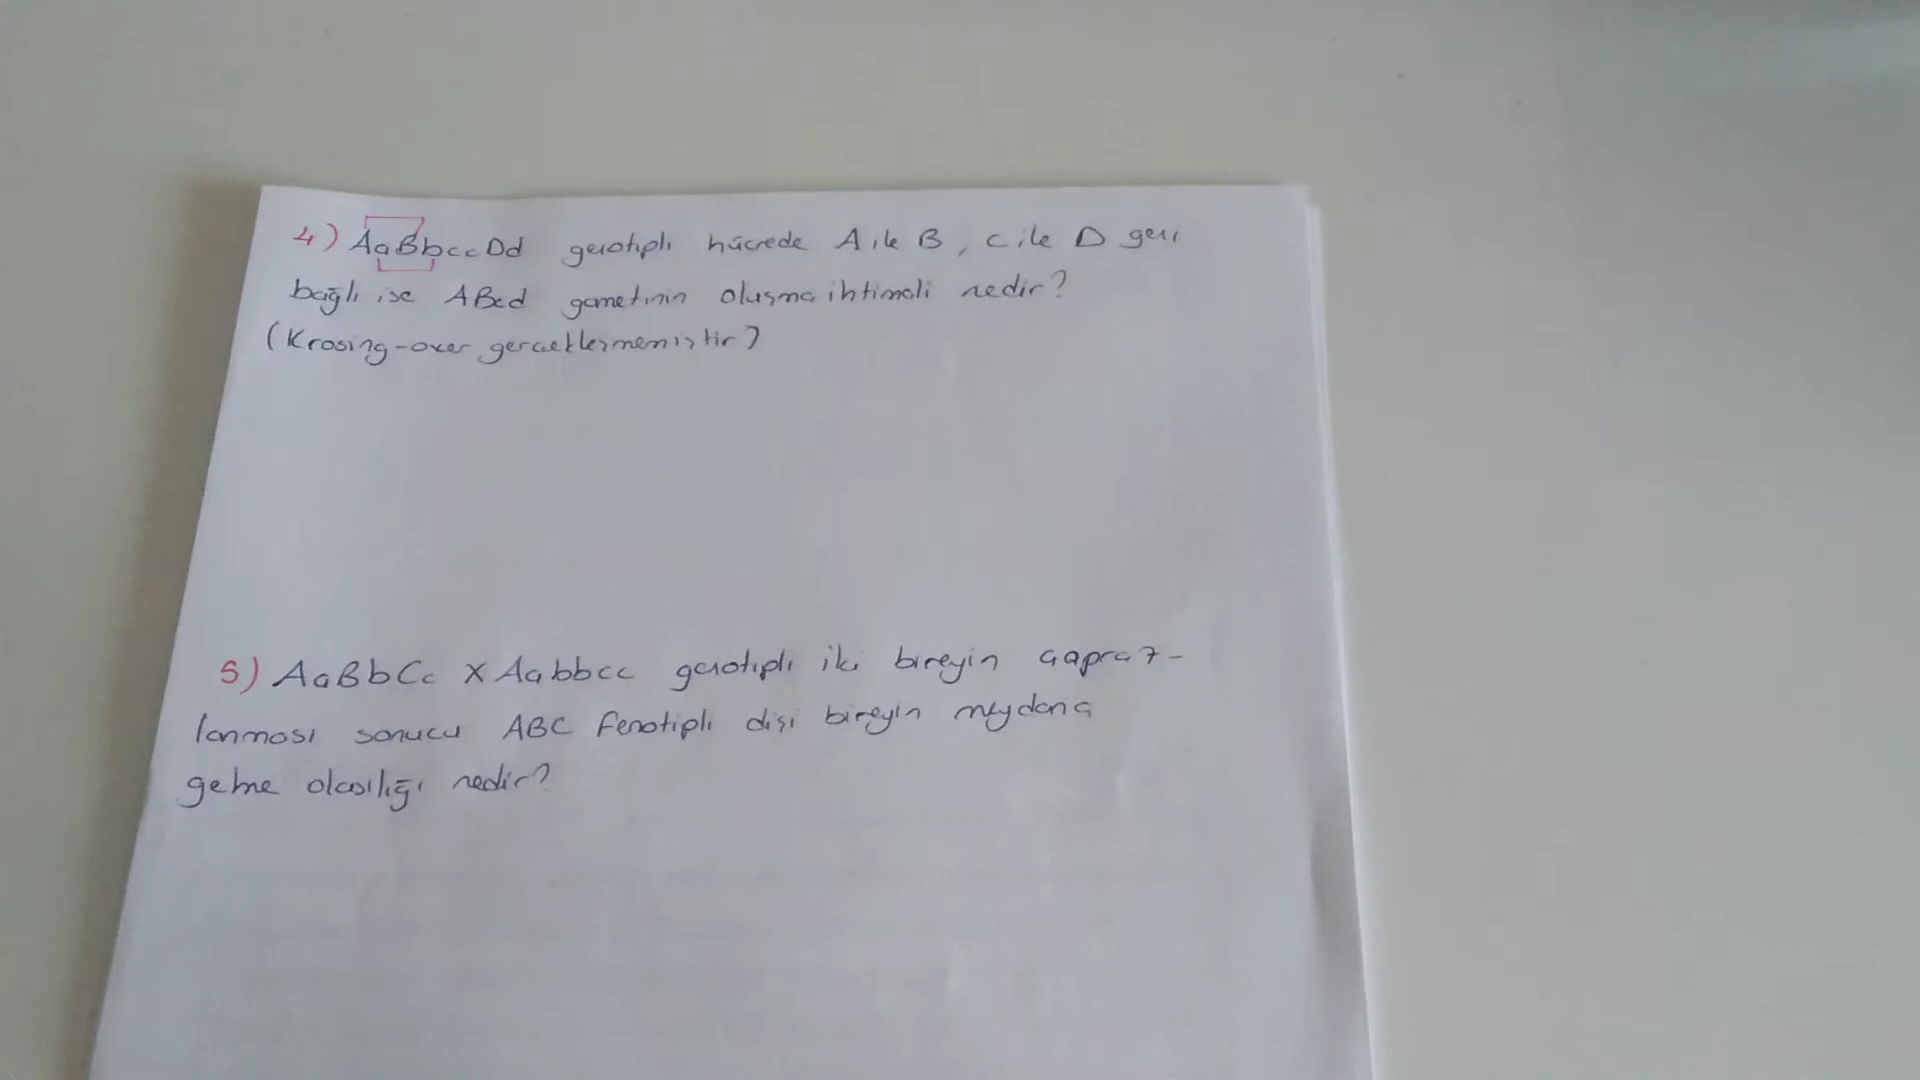 4) AaBbccDd genotipli hücrede A ile B, c ile D geni
bağlı ise ABcd gametinin oluşma ihtimali nedir?
(Krosing-over gerçekleşmemiştir)
5) AaBbCc x Aabbcc genotipli iki bireyin çapraz-
lanması sonucu ABC fenotipli dişi bireyin meydana
gelme olasılığı nedir?